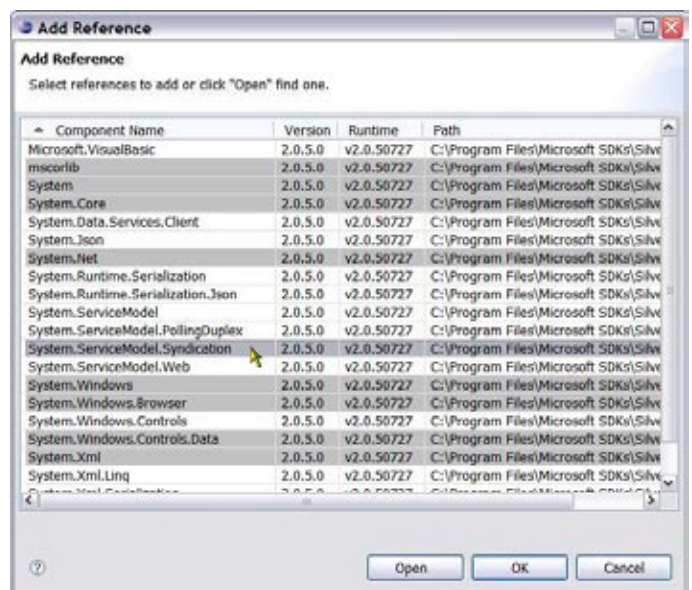 Add Reference
Add Reference
Select references to add or click "Open" find one.
Component Name Version Runtime Path
Microsoft.VisualBasic 2.0.5.0 v2.0.50727 C:\Program Files\Microsoft SDKs\Silve
mscorlib 2.0.5.0 v2.0.50727 C:\Program Files\Microsoft SDKs\Silve
System 2.0.5.0 v2.0.50727 C:\Program Files\Microsoft SDKs\Silve
System.Core 2.0.5.0 v2.0.50727 C:\Program Files\Microsoft SDKs\Silve
System.Data.Services.Client 2.0.5.0 v2.0.50727 C:\Program Files\Microsoft SDKs\Silve
System.Json 2.0.5.0 v2.0.50727 C:\Program Files\Microsoft SDKs\Silve
System.Net 2.0.5.0 v2.0.50727 C:\Program Files\Microsoft SDKs\Silve
System.Runtime.Serialization 2.0.5.0 v2.0.50727 C:\Program Files\Microsoft SDKs\Silve
System.Runtime.Serialization.Json 2.0.5.0 v2.0.50727 C:\Program Files\Microsoft SDKs\Silve
System.ServiceModel 2.0.5.0 v2.0.50727 C:\Program Files\Microsoft SDKs\Silve
System.ServiceModel.PollingDuplex 2.0.5.0 v2.0.50727 C:\Program Files\Microsoft SDKs\Silve
System.ServiceModel.Syndication 2.0.5.0 v2.0.50727 C:\Program Files\Microsoft SDKs\Silve
System.ServiceModel.Web 2.0.5.0 v2.0.50727 C:\Program Files\Microsoft SDKs\Silve
System.Windows 2.0.5.0 v2.0.50727 C:\Program Files\Microsoft SDKs\Silve
System.Windows.Browser 2.0.5.0 v2.0.50727 C:\Program Files\Microsoft SDKs\Silve
System.Windows.Controls 2.0.5.0 v2.0.50727 C:\Program Files\Microsoft SDKs\Silve
System.Windows.Controls.Data 2.0.5.0 v2.0.50727 C:\Program Files\Microsoft SDKs\Silve
System.Xml 2.0.5.0 v2.0.50727 C:\Program Files\Microsoft SDKs\Silve
System.Xml.Linq 2.0.5.0 v2.0.50727 C:\Program Files\Microsoft SDKs\Silve
Open OK Cancel